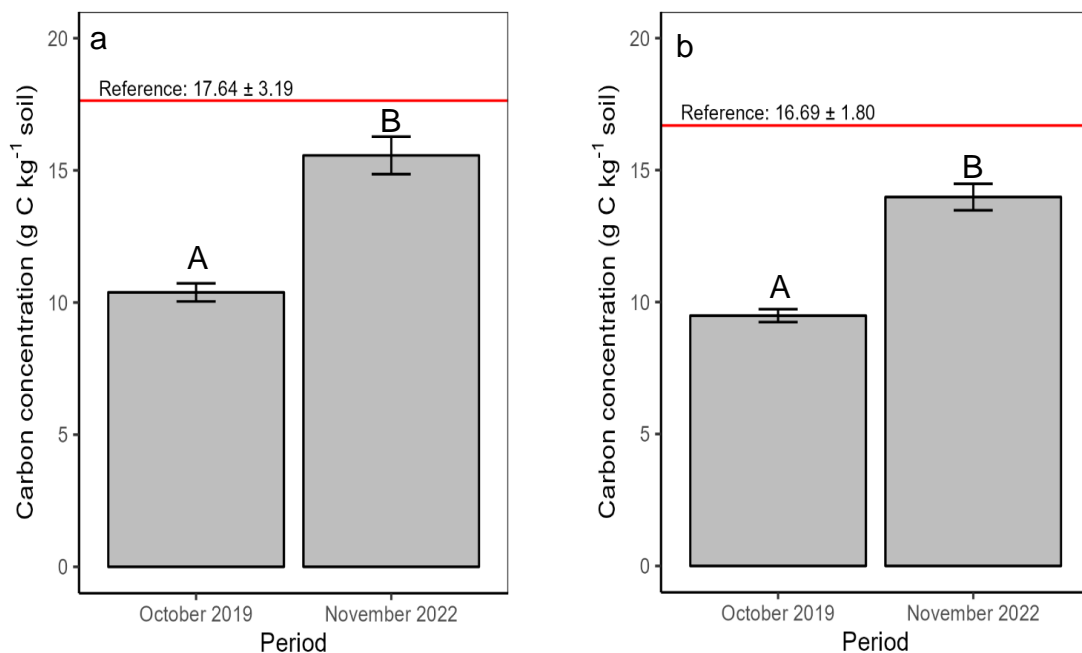 a
Carbon concentration (g C kg⁻¹ soil)
20
15
10
5
0
Reference: 17.64 ± 3.19
A
B
October 2019
November 2022
Period
b
Carbon concentration (g C kg⁻¹ soil)
20
15
10
5
0
Reference: 16.69 ± 1.80
A
B
October 2019
November 2022
Period